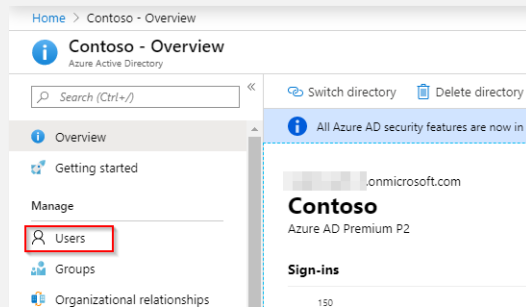 Home > Contoso - Overview
Contoso - Overview
Azure Active Directory
Search (Ctrl+/)
«
Switch directory
Delete directory
Overview
All Azure AD security features are now in
Getting started
.onmicrosoft.com
Manage
Contoso
Users
Azure AD Premium P2
Groups
Sign-ins
Organizational relationships
150